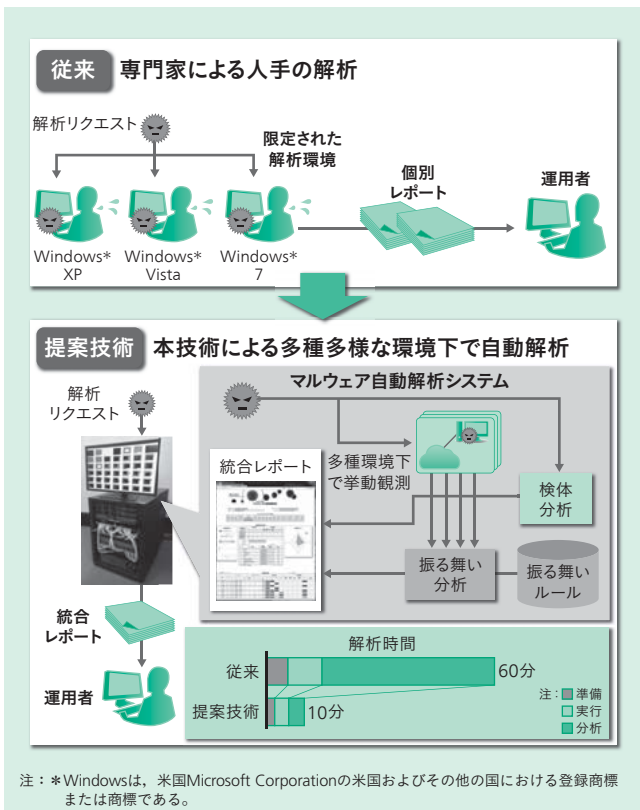 従来 専門家による人手の解析
解析リクエスト
限定された
解析環境
個別
レポート
運用者
Windows*
XP
Windows*
Vista
Windows*
7
提案技術 本技術による多種多様な環境下で自動解析
解析
リクエスト
マルウェア自動解析システム
統合レポート
多種環境下
で挙動観測
検体
分析
振る舞い
分析
振る舞い
ルール
統合
レポート
運用者
解析時間
従来
60分
提案技術
10分
注：準備
実行
分析
注：＊Windowsは，米国Microsoft Corporationの米国およびその他の国における登録商標
または商標である。